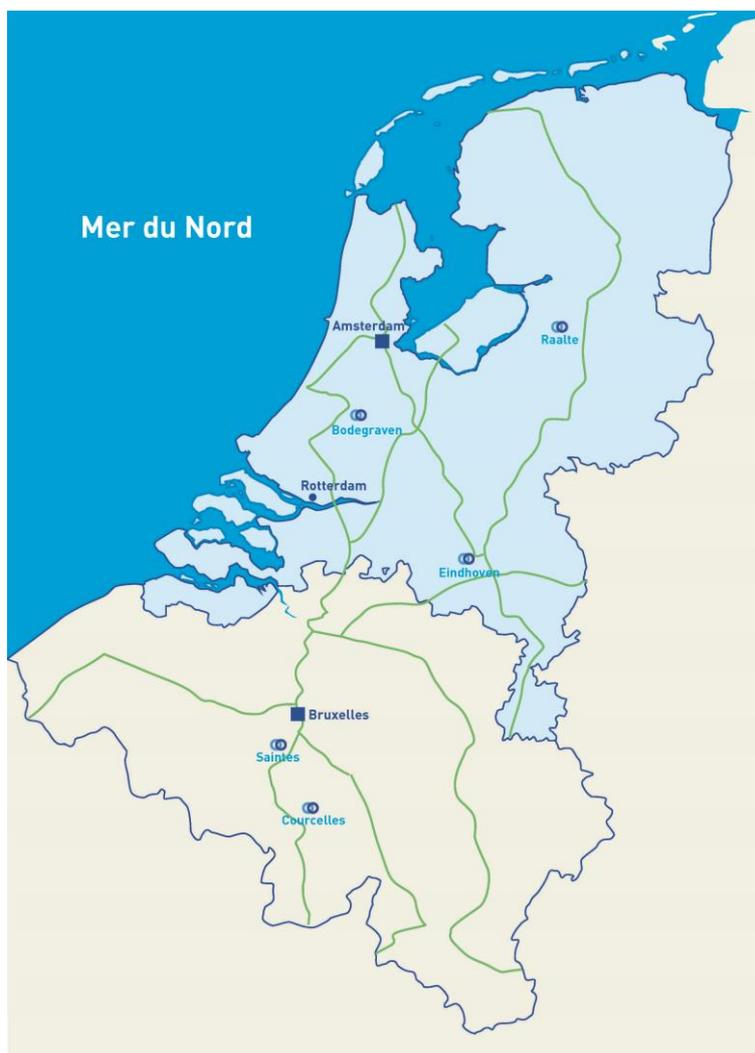 Mer du Nord
Amsterdam
Raalte
Bodegraven
Rotterdam
Eindhoven
Bruxelles
Saintes
Courcelles